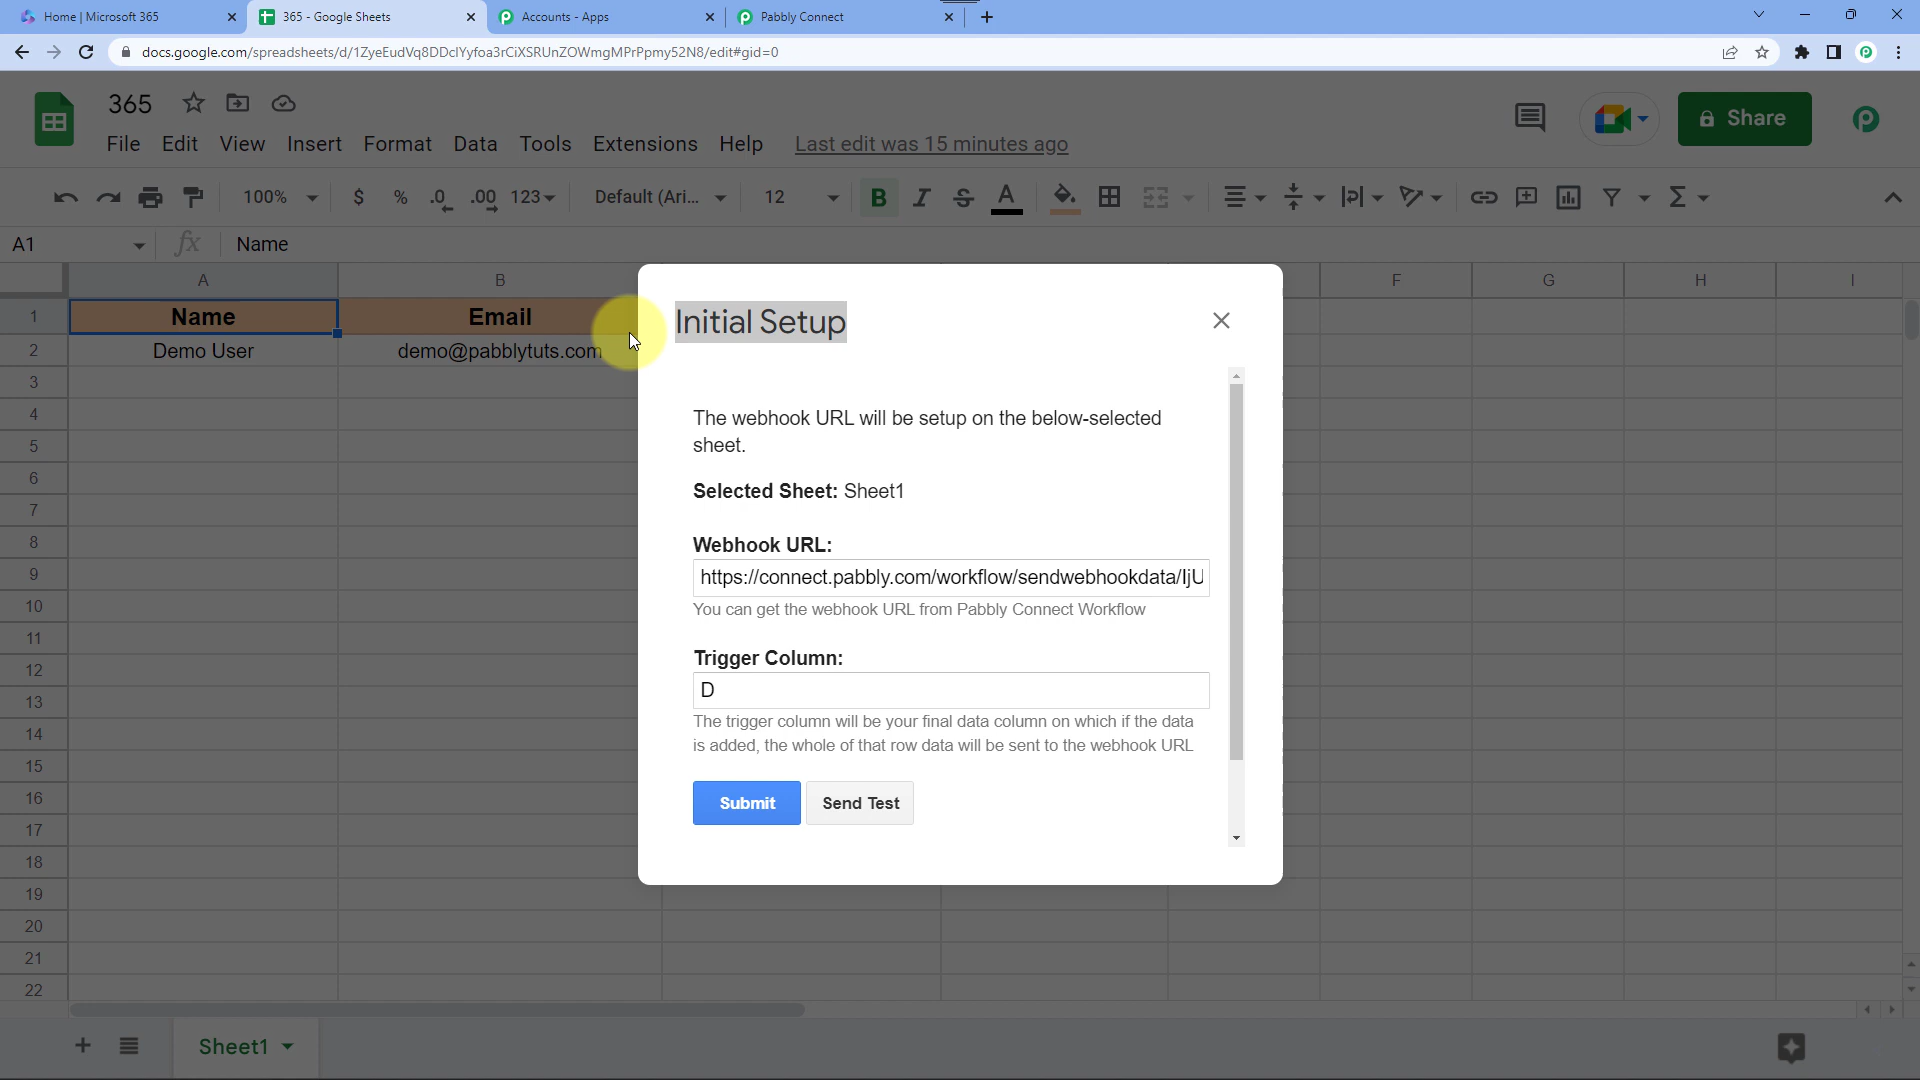 Home | Microsoft 365
365 - Google Sheets
Accounts - Apps
Pabbly Connect
docs.google.com/spreadsheets/d/1ZyeEudVq8DDclYyfoa3rCiXSRUnZOWmgMPrPpmy52N8/edit#gid=0
365
Share
File Edit View Insert Format Data Tools Extensions Help Last edit was 15 minutes ago
100% $ % .0 .00 123 Default (Ari... 12 B I S A
A1 fx Name
A B F G H I
1 Name Email
2 Demo User demo@pabblytuts.com
3
4
5
6
7
8
9
10
11
12
13
14
15
16
17
18
19
20
21
22
Initial Setup
The webhook URL will be setup on the below-selected
sheet.
Selected Sheet: Sheet1
Webhook URL:
https://connect.pabbly.com/workflow/sendwebhookdata/IjU
You can get the webhook URL from Pabbly Connect Workflow
Trigger Column:
D
The trigger column will be your final data column on which if the data
is added, the whole of that row data will be sent to the webhook URL
Submit Send Test
Sheet1